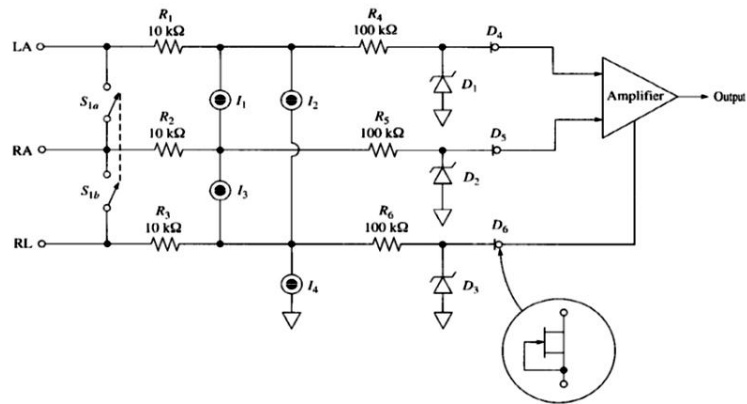 R₁
10 kΩ
R₄
100 kΩ
D₄
LA
D₁
I₁
I₂
S₁ₐ
Amplifier
Output
R₂
10 kΩ
R₅
100 kΩ
D₅
RA
D₂
I₃
S₁b
R₃
10 kΩ
R₆
100 kΩ
D₆
RL
D₃
I₄